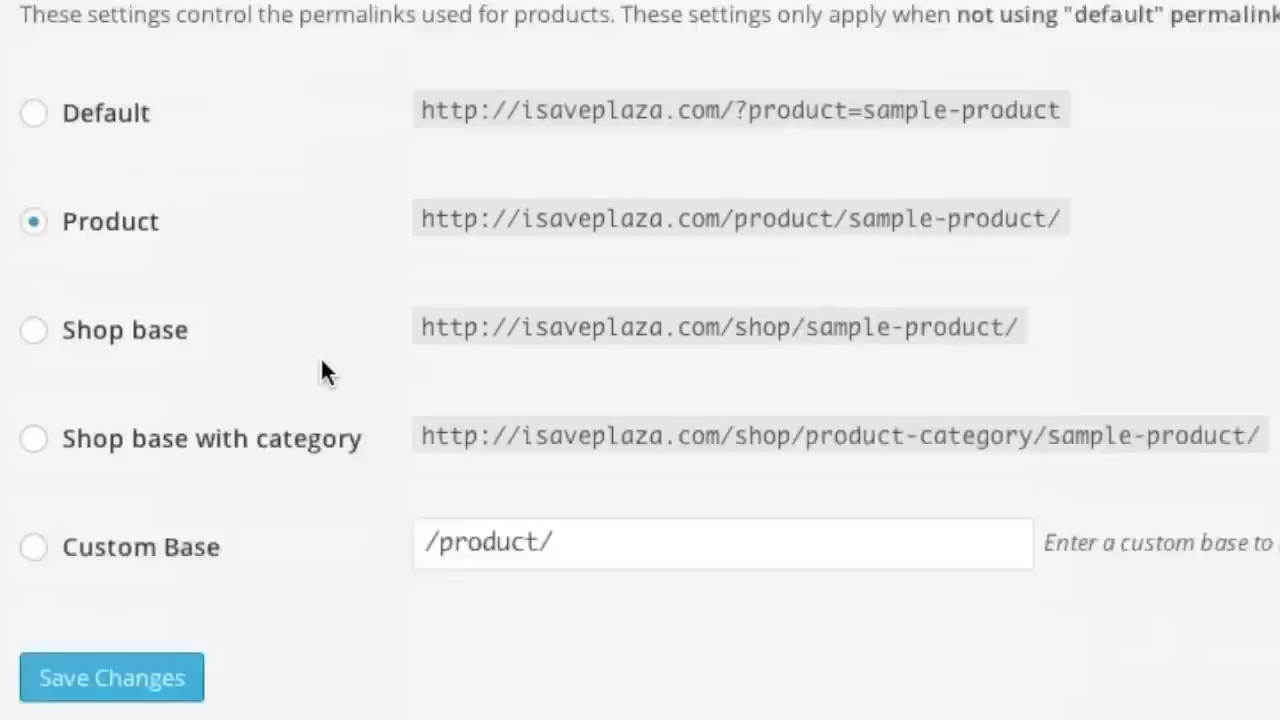 These settings control the permalinks used for products. These settings only apply when not using "default" permalink
Default http://isaveplaza.com/?product=sample-product
Product http://isaveplaza.com/product/sample-product/
Shop base http://isaveplaza.com/shop/sample-product/
Shop base with category http://isaveplaza.com/shop/product-category/sample-product/
Custom Base /product/ Enter a custom base to
Save Changes